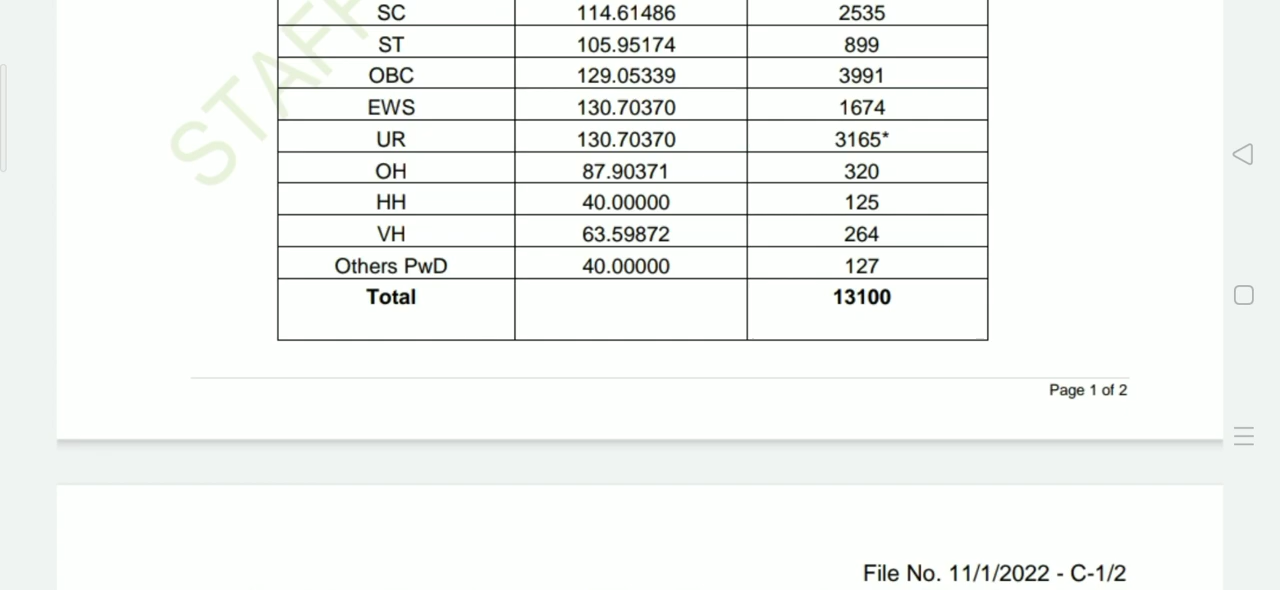 SC 114.61486 2535
ST 105.95174 899
OBC 129.05339 3991
EWS 130.70370 1674
UR 130.70370 3165*
OH 87.90371 320
HH 40.00000 125
VH 63.59872 264
Others PwD 40.00000 127
Total 13100
Page 1 of 2
File No. 11/1/2022 - C-1/2
STAFF